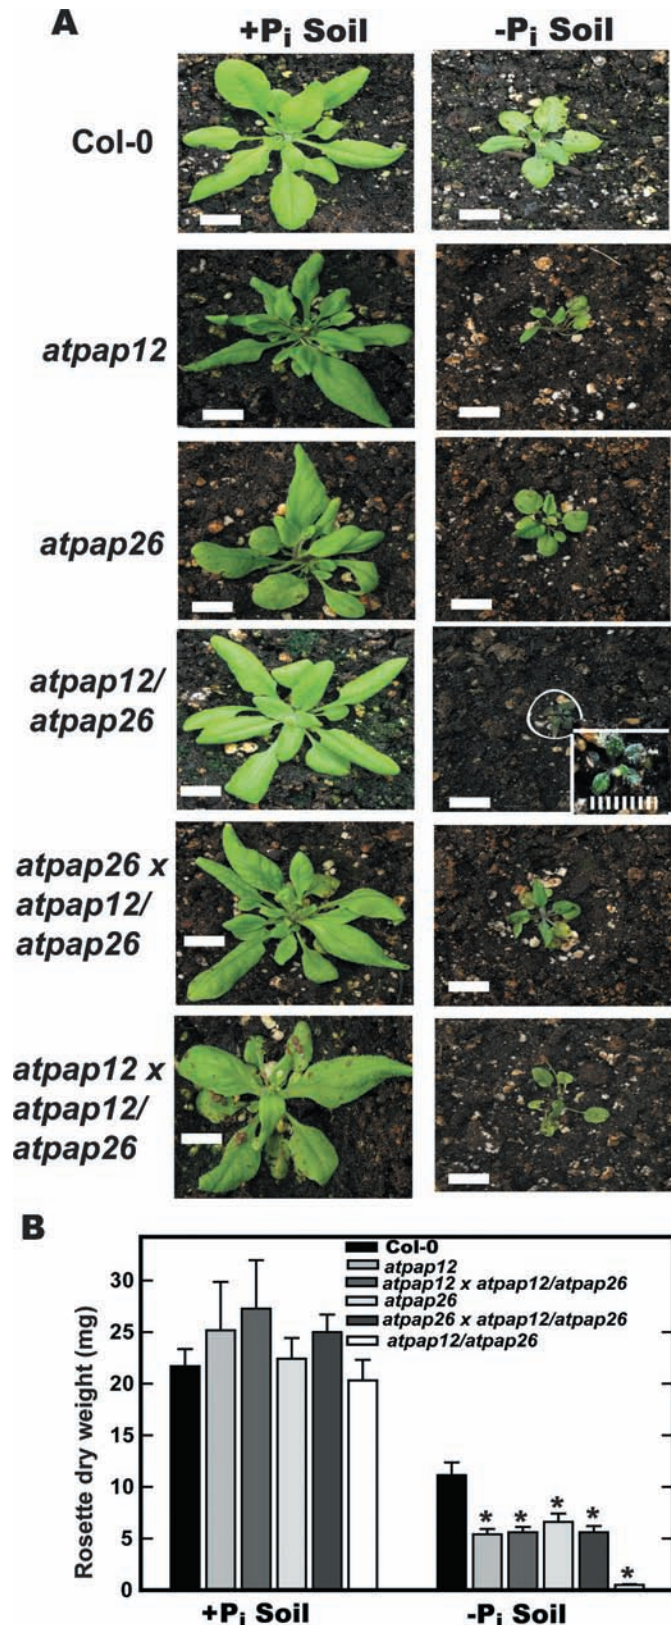 A
+Pi Soil -Pi Soil
Col-0
atpap12
atpap26
atpap12/
atpap26
atpap26 x
atpap12/
atpap26
atpap12 x
atpap12/
atpap26
B
Col-0
atpap12
atpap12 x atpap12/atpap26
atpap26
atpap26 x atpap12/atpap26
atpap12/atpap26
Rosette dry weight (mg)
30
25
20
15
10
5
0
* * * * *
+Pi Soil -Pi Soil